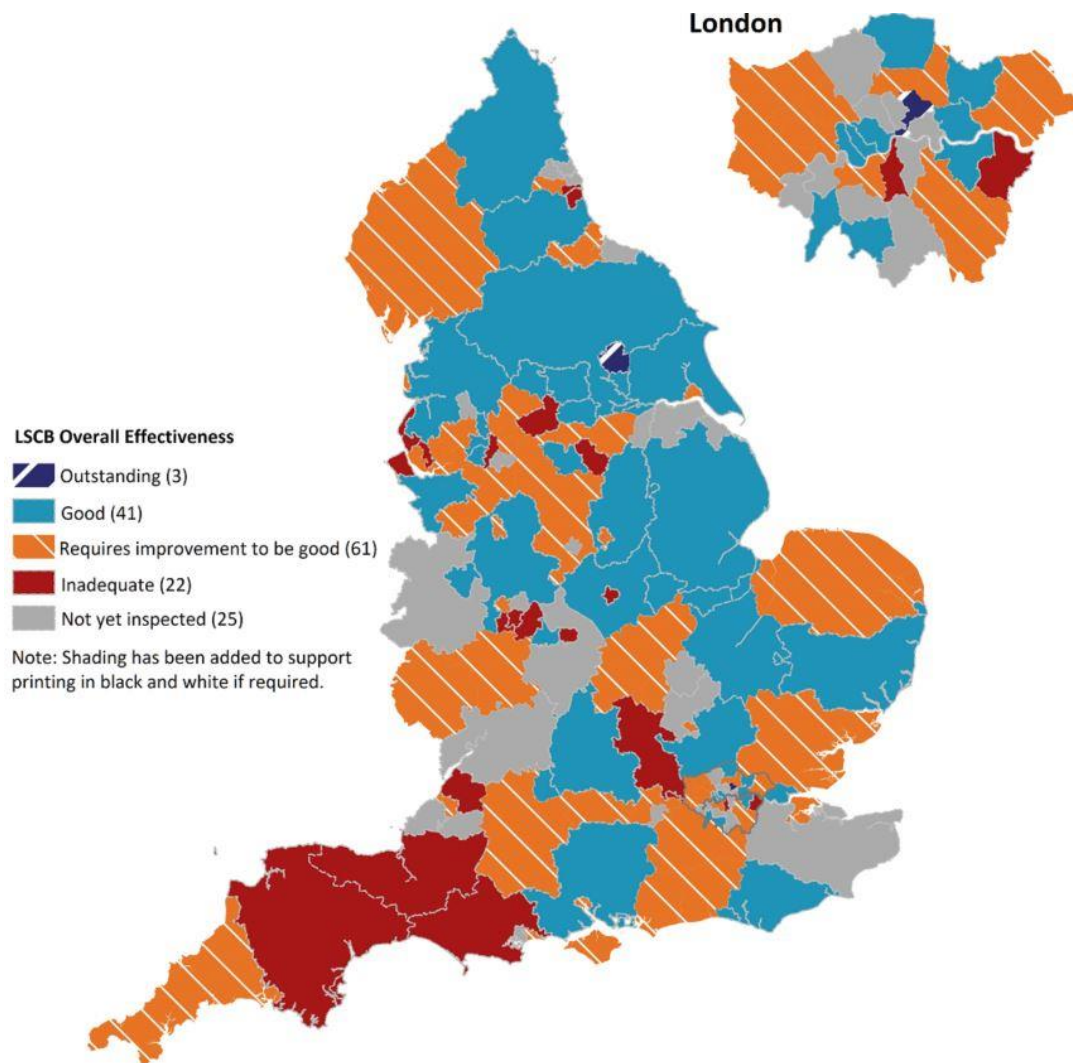 London
LSCB Overall Effectiveness
Outstanding (3)
Good (41)
Requires improvement to be good (61)
Inadequate (22)
Not yet inspected (25)
Note: Shading has been added to support
printing in black and white if required.